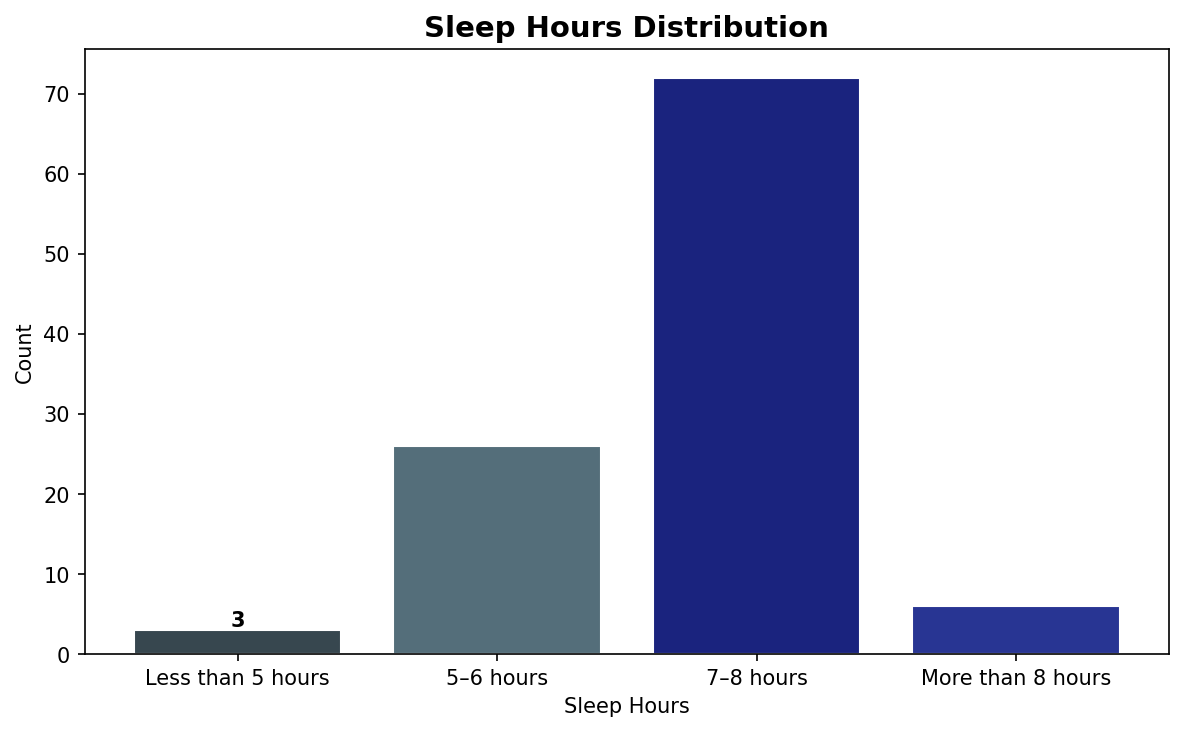 Sleep Hours Distribution
Count
70
60
50
40
30
20
10
0
3
Less than 5 hours
5–6 hours
7–8 hours
More than 8 hours
Sleep Hours